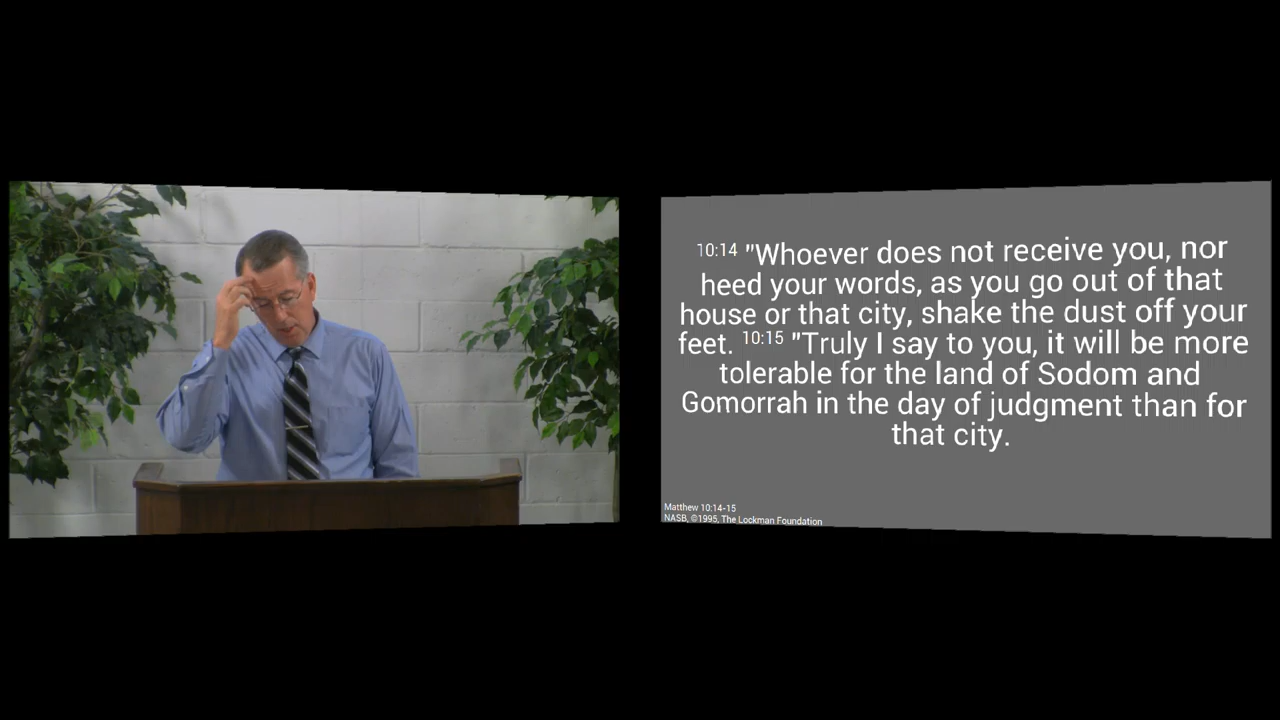 10:14 "Whoever does not receive you, nor
heed your words, as you go out of that
house or that city, shake the dust off your
feet. 10:15 "Truly I say to you, it will be more
tolerable for the land of Sodom and
Gomorrah in the day of judgment than for
that city.
Matthew 10:14-15
NASB, ©1995, The Lockman Foundation